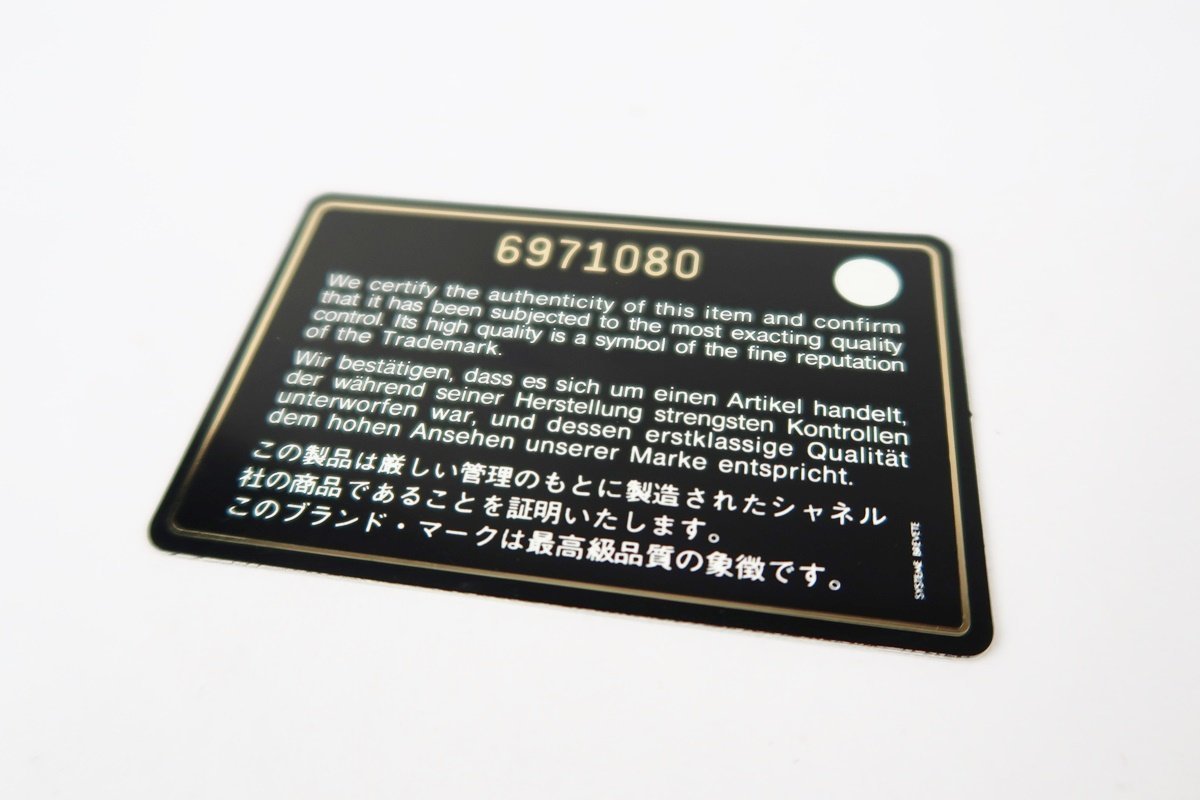 6971080
We certify the authenticity of this item and confirm
that it has been subjected to the most exacting quality
control. Its high quality is a symbol of the fine reputation
of the Trademark.
Wir bestätigen, dass es sich um einen Artikel handelt,
der während seiner Herstellung strengsten Kontrollen
unterworfen war, und dessen erstklassige Qualität
dem hohen Ansehen unserer Marke entspricht.
この製品は厳しい管理のもとに製造されたシャネル
社の商品であることを証明いたします。
このブランド・マークは最高級品質の象徴です。
SYSTEME BREVETE